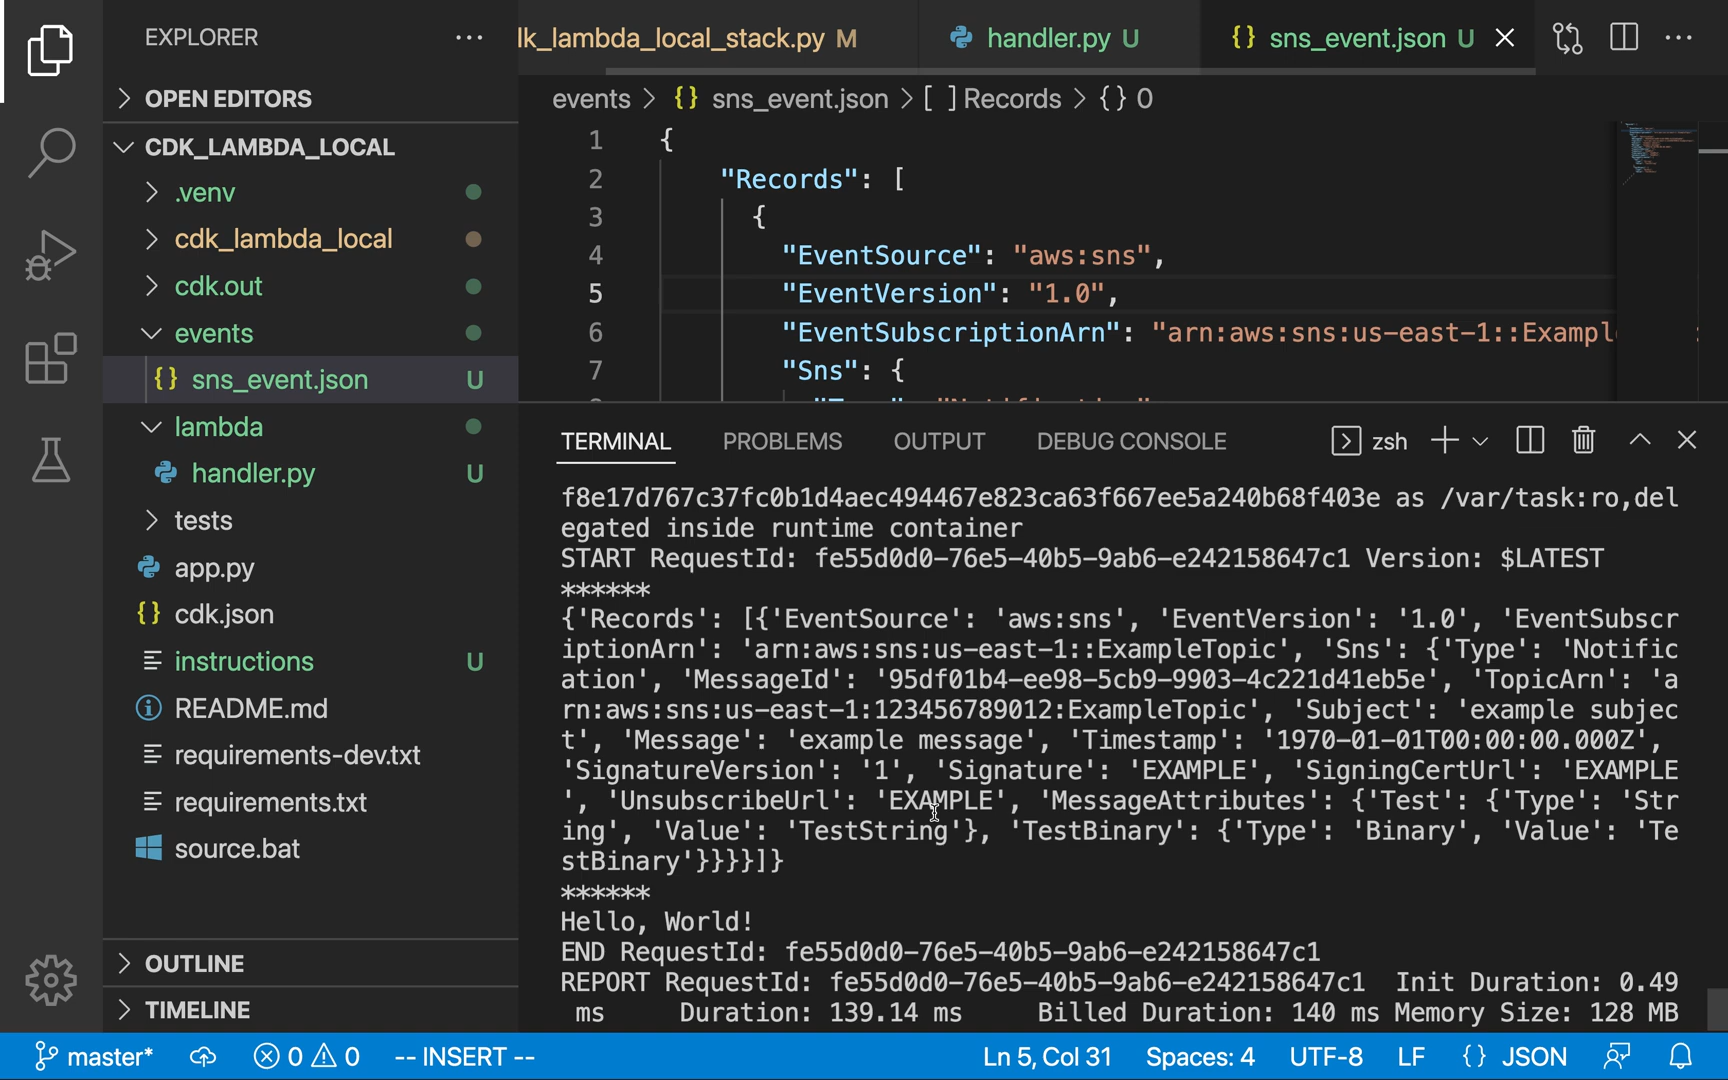 EXPLORER
OPEN EDITORS
CDK_LAMBDA_LOCAL
.venv
cdk_lambda_local
cdk.out
events
{} sns_event.json U
lambda
handler.py U
tests
app.py
{} cdk.json
instructions U
README.md
requirements-dev.txt
requirements.txt
source.bat
OUTLINE
TIMELINE
lk_lambda_local_stack.py M
handler.py U
{} sns_event.json U
events > {} sns_event.json > [ ] Records > {} 0
1 {
2 "Records": [
3 {
4 "EventSource": "aws:sns",
5 "EventVersion": "1.0",
6 "EventSubscriptionArn": "arn:aws:sns:us-east-1::Exampl
7 "Sns": {
TERMINAL PROBLEMS OUTPUT DEBUG CONSOLE zsh
f8e17d767c37fc0b1d4aec494467e823ca63f667ee5a240b68f403e as /var/task:ro,del
egated inside runtime container
START RequestId: fe55d0d0-76e5-40b5-9ab6-e242158647c1 Version: $LATEST
******
{'Records': [{'EventSource': 'aws:sns', 'EventVersion': '1.0', 'EventSubscr
iptionArn': 'arn:aws:sns:us-east-1::ExampleTopic', 'Sns': {'Type': 'Notific
ation', 'MessageId': '95df01b4-ee98-5cb9-9903-4c221d41eb5e', 'TopicArn': 'a
rn:aws:sns:us-east-1:123456789012:ExampleTopic', 'Subject': 'example subjec
t', 'Message': 'example message', 'Timestamp': '1970-01-01T00:00:00.000Z',
'SignatureVersion': '1', 'Signature': 'EXAMPLE', 'SigningCertUrl': 'EXAMPLE
', 'UnsubscribeUrl': 'EXAMPLE', 'MessageAttributes': {'Test': {'Type': 'Str
ing', 'Value': 'TestString'}, 'TestBinary': {'Type': 'Binary', 'Value': 'Te
stBinary'}}}}]}
******
Hello, World!
END RequestId: fe55d0d0-76e5-40b5-9ab6-e242158647c1
REPORT RequestId: fe55d0d0-76e5-40b5-9ab6-e242158647c1 Init Duration: 0.49
ms Duration: 139.14 ms Billed Duration: 140 ms Memory Size: 128 MB
master* 0 0 -- INSERT -- Ln 5, Col 31 Spaces: 4 UTF-8 LF {} JSON